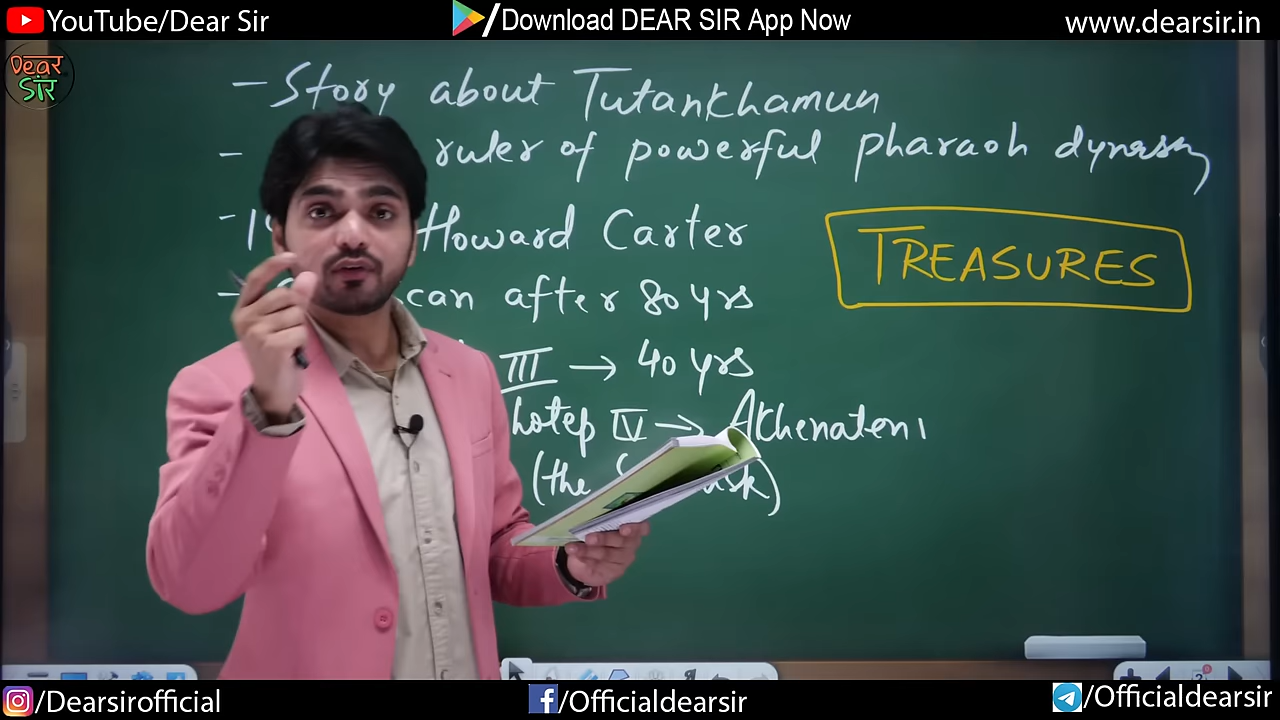 YouTube/Dear Sir
/Download DEAR SIR App Now
www.dearsir.in
Dear
Sir
- Story about Tutankhamun
- ruler of powerful pharaoh dynasty
- Howard Carter
- can after 80 yrs
III → 40 yrs
hotep IV → Akhenaten
(the
TREASURES
/Dearsirofficial
/Officialdearsir
/Officialdearsir